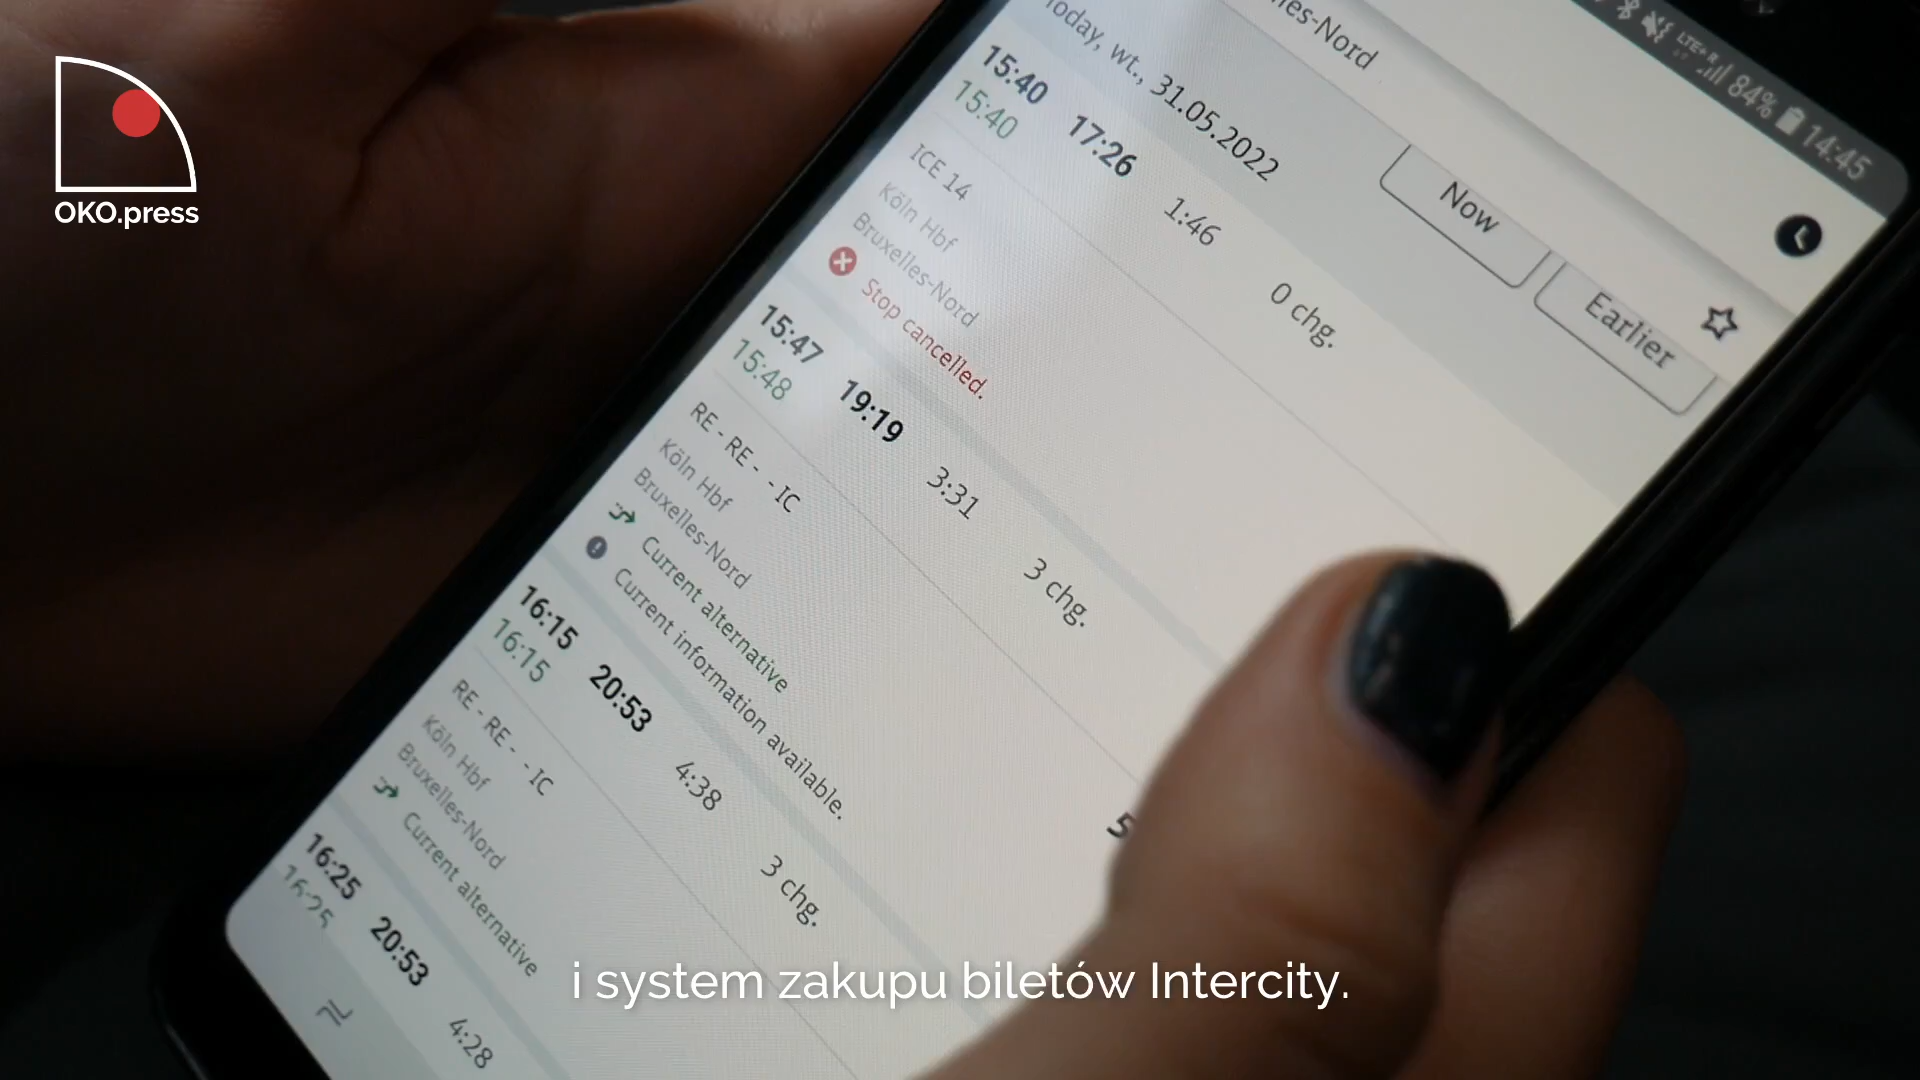 OKO.press
LTE+ R 84% 14:45
es-Nord
Today, wt., 31.05.2022
Now
Earlier
15:40 17:26 1:46 0 chg.
15:40
ICE 14
Köln Hbf
Bruxelles-Nord
Stop cancelled.
15:47 19:19 3:31 3 chg.
15:48
RE - RE - - IC
Köln Hbf
Bruxelles-Nord
Current alternative
Current information available.
16:15 20:53 4:38 3 chg.
16:15
RE - RE - - IC
Köln Hbf
Bruxelles-Nord
Current alternative
16:25 20:53 4:28
16:25
i system zakupu biletów Intercity.